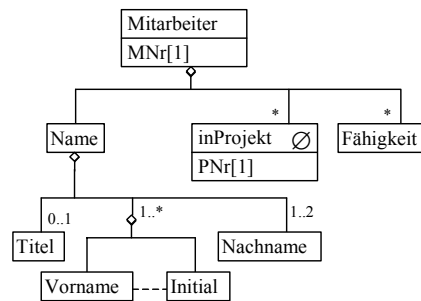 Mitarbeiter
MNr[1]
*
*
Name
inProjekt ∅
Fähigkeit
PNr[1]
0..1
1..*
1..2
Titel
Nachname
Vorname
Initial